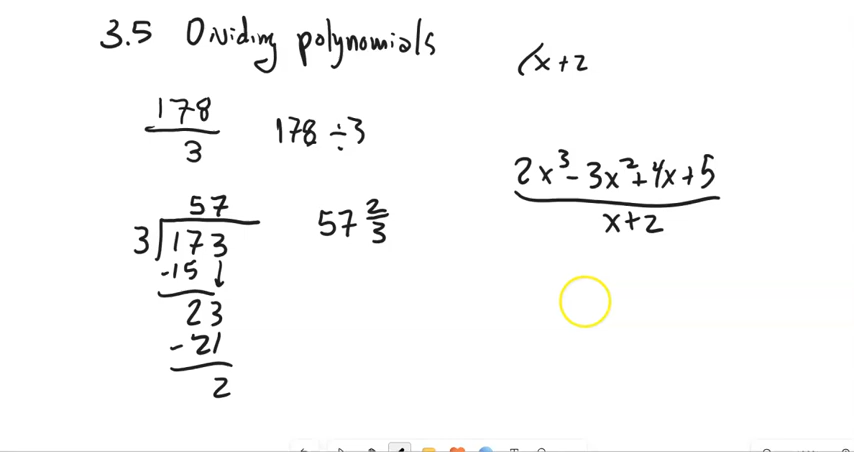 3.5 Dividing polynomials
(x+2
178
3
178 ÷ 3
2x³ - 3x² + 4x + 5
x+2
57
3 173
57 2/3
-15
23
-21
2